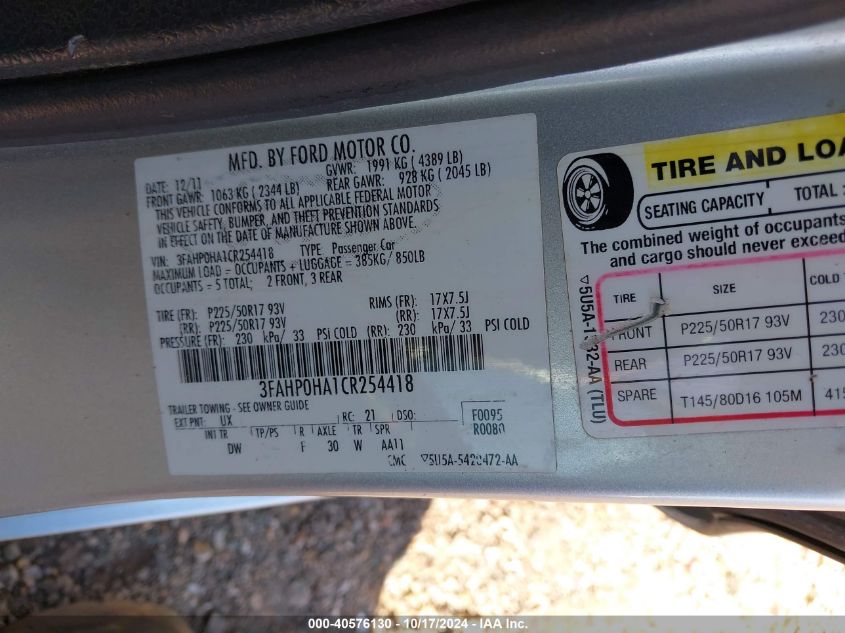 MFD. BY FORD MOTOR CO.
DATE: 12/11 GVWR: 1991 KG ( 4389 LB)
FRONT GAWR: 1063 KG ( 2344 LB) REAR GAWR: 928 KG ( 2045 LB)
THIS VEHICLE CONFORMS TO ALL APPLICABLE FEDERAL MOTOR
VEHICLE SAFETY, BUMPER, AND THEFT PREVENTION STANDARDS
IN EFFECT ON THE DATE OF MANUFACTURE SHOWN ABOVE.
VIN: 3FAHP0HA1CR254418 TYPE: Passenger Car
MAXIMUM LOAD = OCCUPANTS + LUGGAGE = 385KG/ 850LB
OCCUPANTS = 5 TOTAL; 2 FRONT, 3 REAR
TIRE (FR): P225/50R17 93V RIMS (FR): 17X7.5J
(RR): P225/50R17 93V (RR): 17X7.5J
PRESSURE (FR): 230 kPa/ 33 PSI COLD (RR): 230 kPa/ 33 PSI COLD
3FAHP0HA1CR254418
TRAILER TOWING - SEE OWNER GUIDE
EXT PNT: UX RC: 21 DSO: F0095
R0080
INT TR TP/PS R AXLE TR SPR
DW F 30 W AA11
CMC ▽5U5A-5420472-AA
TIRE AND LOA
SEATING CAPACITY TOTAL
The combined weight of occupants
and cargo should never exceed
TIRE SIZE COLD
FRONT P225/50R17 93V 230
REAR P225/50R17 93V 230
SPARE T145/80D16 105M 415
000-40576130 - 10/17/2024 - IAA Inc.